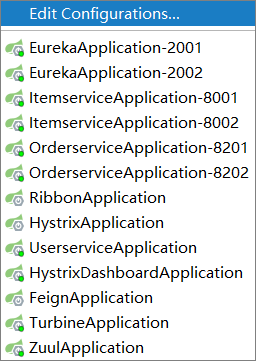 Edit Configurations...
EurekaApplication-2001
EurekaApplication-2002
ItemserviceApplication-8001
ItemserviceApplication-8002
OrderserviceApplication-8201
OrderserviceApplication-8202
RibbonApplication
HystrixApplication
UserserviceApplication
HystrixDashboardApplication
FeignApplication
TurbineApplication
ZuulApplication